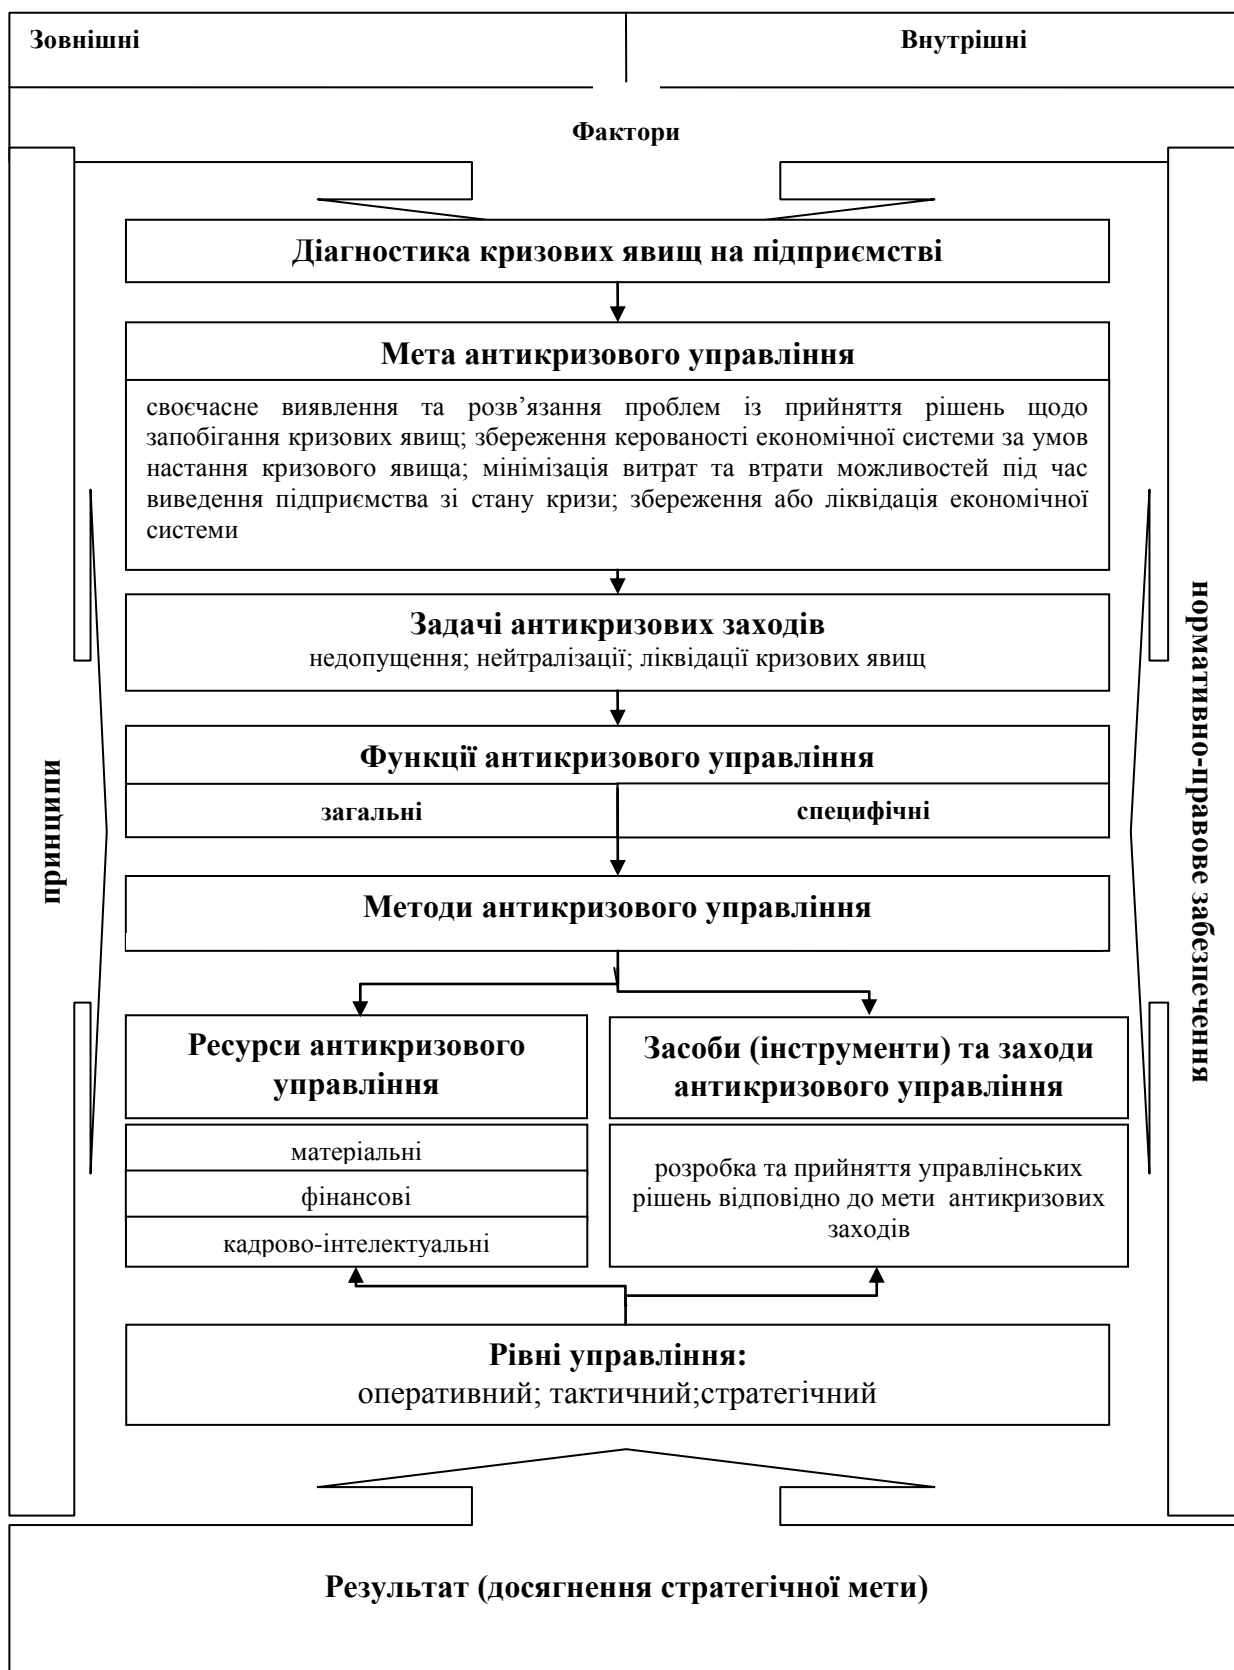 Зовнішні
Внутрішні
Фактори
Діагностика кризових явищ на підприємстві
Мета антикризового управління
своєчасне виявлення та розв’язання проблем із прийняття рішень щодо
запобігання кризових явищ; збереження керованості економічної системи за умов
настання кризового явища; мінімізація витрат та втрати можливостей під час
виведення підприємства зі стану кризи; збереження або ліквідація економічної
системи
Задачі антикризових заходів
недопущення; нейтралізації; ліквідації кризових явищ
Функції антикризового управління
загальні
специфічні
Методи антикризового управління
принципи
нормативно-правове забезпечення
Ресурси антикризового
управління
матеріальні
фінансові
кадрово-інтелектуальні
Засоби (інструменти) та заходи
антикризового управління
розробка та прийняття управлінських
рішень відповідно до мети антикризових
заходів
Рівні управління:
оперативний; тактичний;стратегічний
Результат (досягнення стратегічної мети)